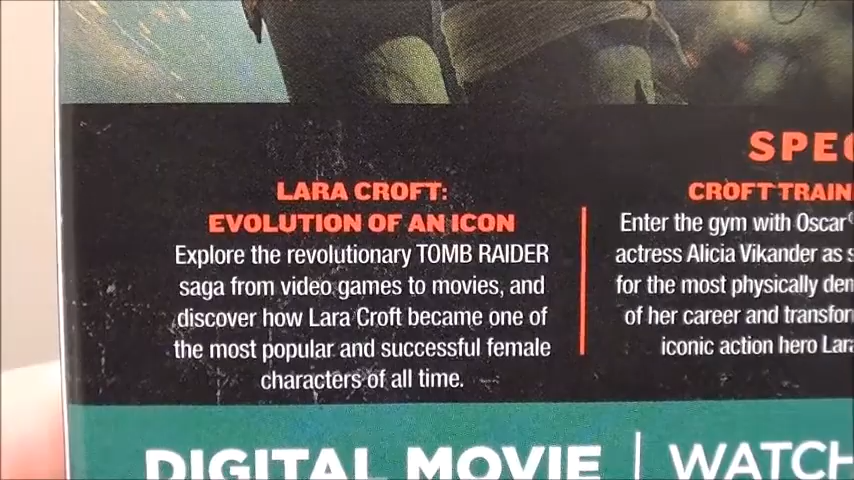 SPEC
LARA CROFT:
EVOLUTION OF AN ICON
Explore the revolutionary TOMB RAIDER
saga from video games to movies, and
discover how Lara Croft became one of
the most popular and successful female
characters of all time.
CROFT TRAIN
Enter the gym with Oscar®
actress Alicia Vikander as s
for the most physically den
of her career and transfor
iconic action hero Lara
DIGITAL MOVIE | WATCH